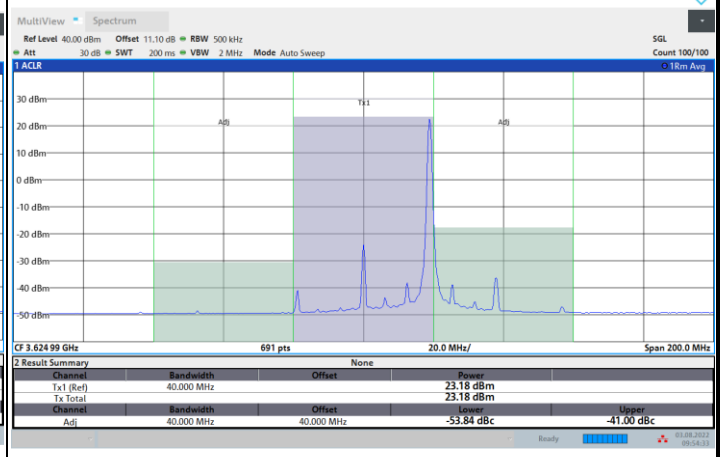 MultiView Spectrum
Ref Level 40.00 dBm Offset 11.10 dB RBW 500 kHz SGL
Att 30 dB SWT 200 ms VBW 2 MHz Mode Auto Sweep Count 100/100
1 ACLR 1Rm Avg
30 dBm
Tx1
Adj Adj
20 dBm
10 dBm
0 dBm
-10 dBm
-20 dBm
-30 dBm
-40 dBm
-50 dBm
CF 3.624 99 GHz 691 pts 20.0 MHz/ Span 200.0 MHz
2 Result Summary None
Channel Bandwidth Offset Power
Tx1 (Ref) 40.000 MHz 23.18 dBm
Tx Total 23.18 dBm
Channel Bandwidth Offset Lower Upper
Adj 40.000 MHz 40.000 MHz -53.84 dBc -41.00 dBc
Ready 03.08.2022
09:54:33